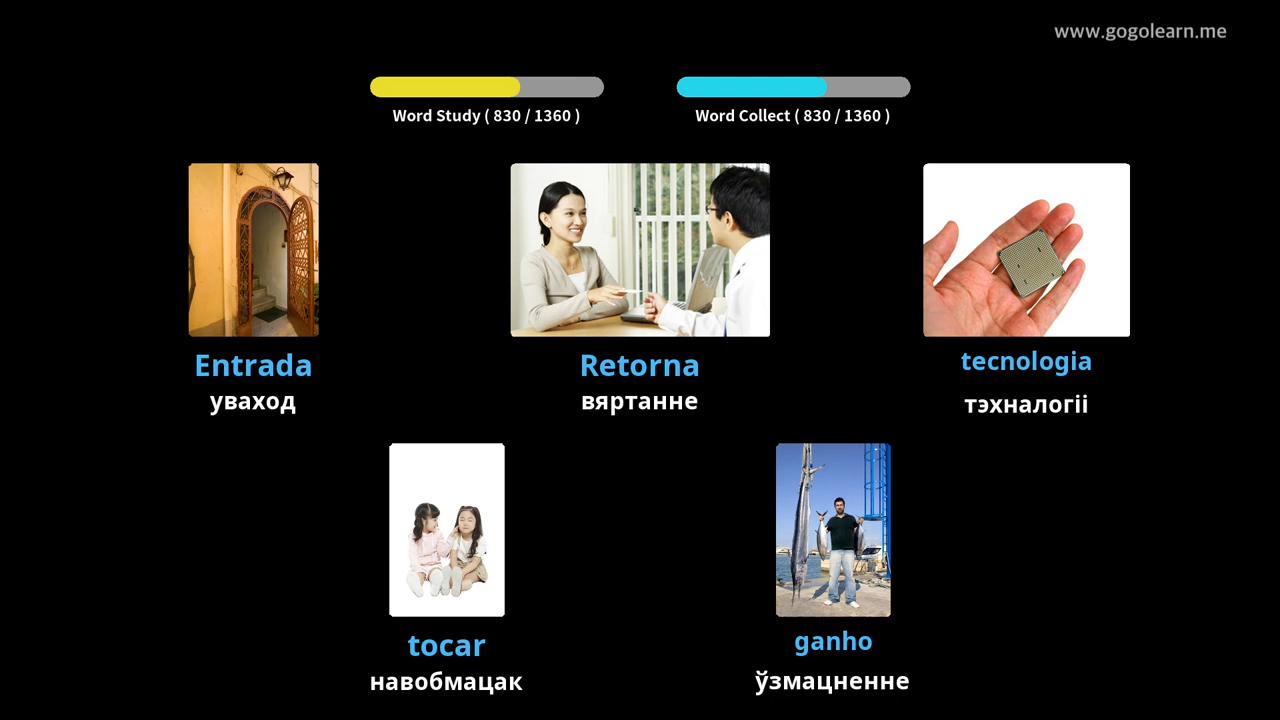 www.gogolearn.me
Word Study ( 830 / 1360 )
Word Collect ( 830 / 1360 )
Entrada
уваход
Retorna
вяртанне
tecnologia
тэхналогіі
tocar
навобмацак
ganho
ўзмацненне